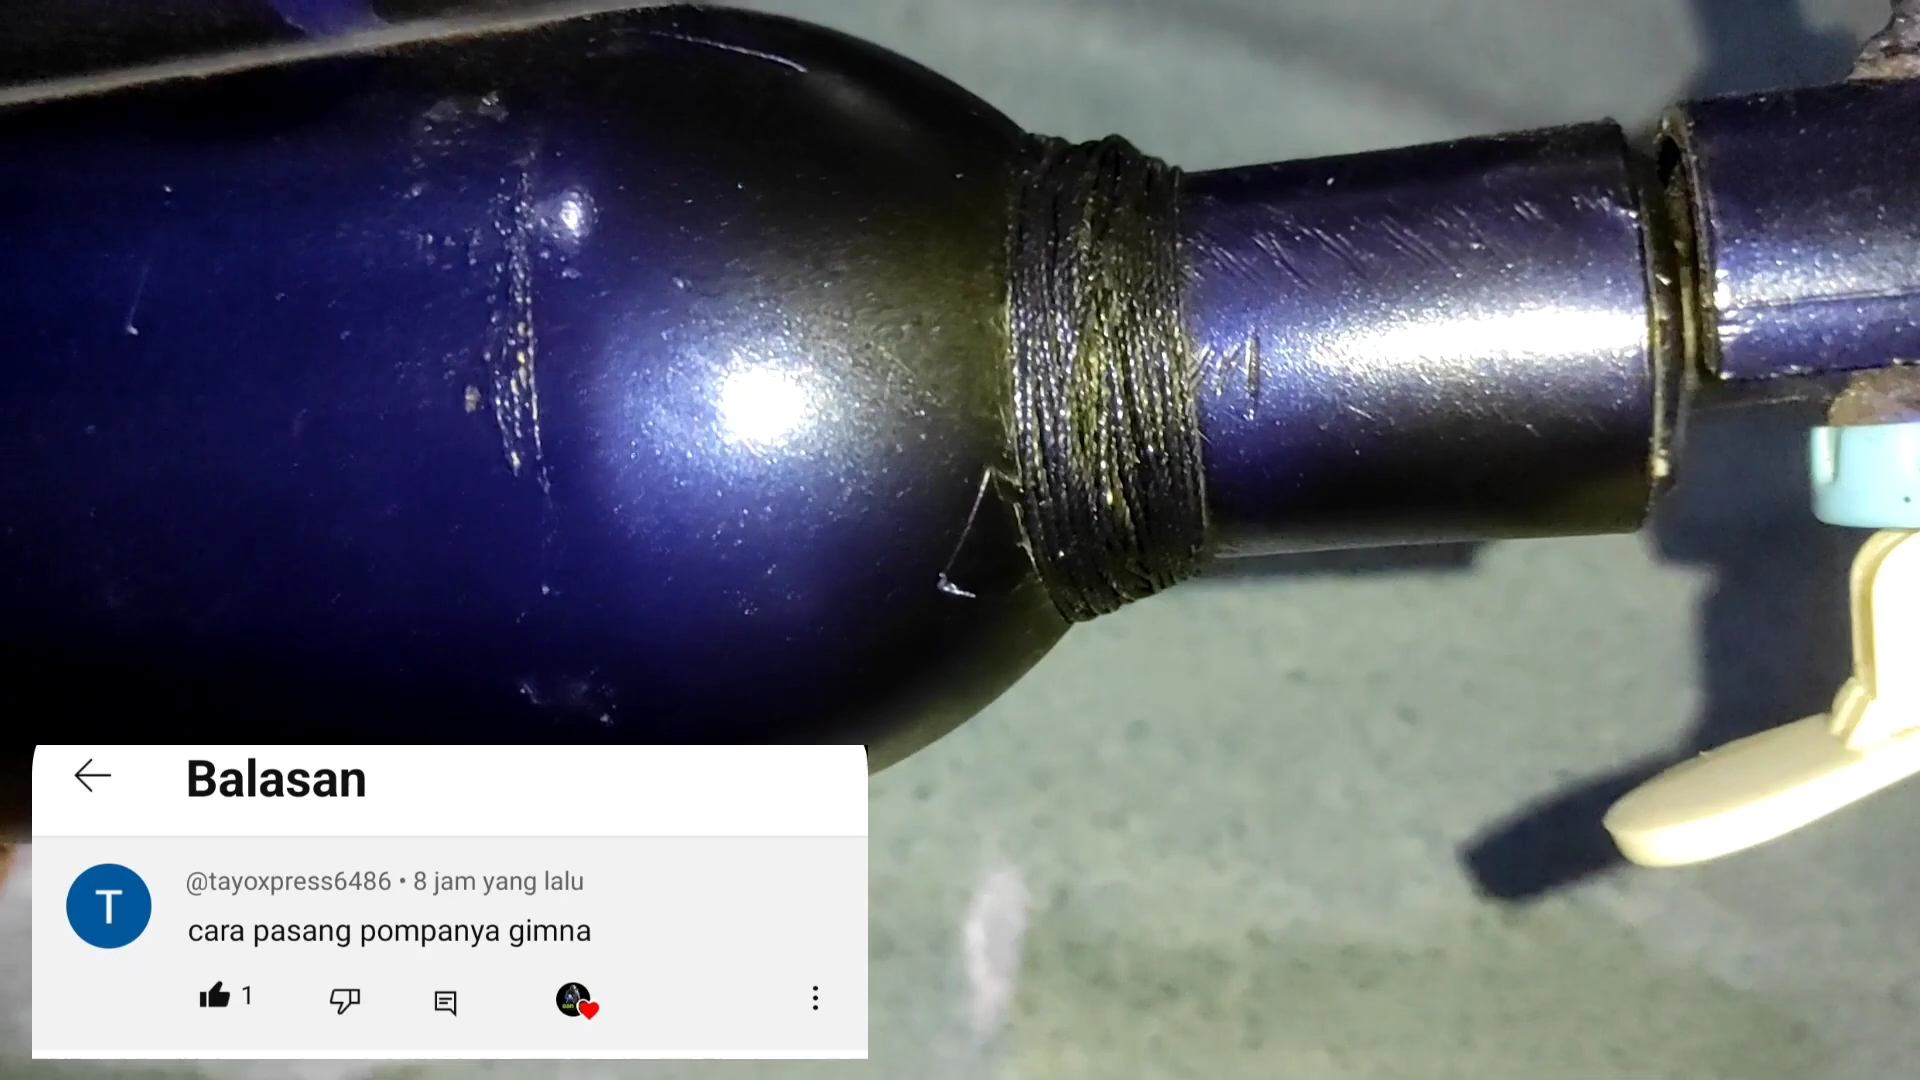 Balasan
T
@tayoxpress6486 • 8 jam yang lalu
cara pasang pompanya gimna
1